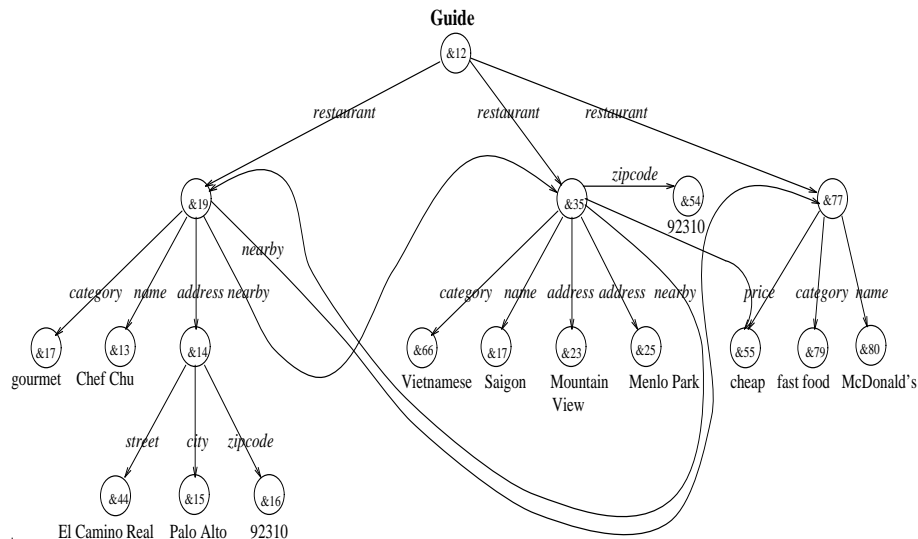 Guide
&12
restaurant restaurant restaurant
zipcode
&19 &35 &54 &77
92310
nearby
category name address nearby category name address address nearby price category name
&17 &13 &14 &66 &17 &23 &25 &55 &79 &80
gourmet Chef Chu Vietnamese Saigon Mountain Menlo Park cheap fast food McDonald's
View
street city zipcode
&44 &15 &16
El Camino Real Palo Alto 92310